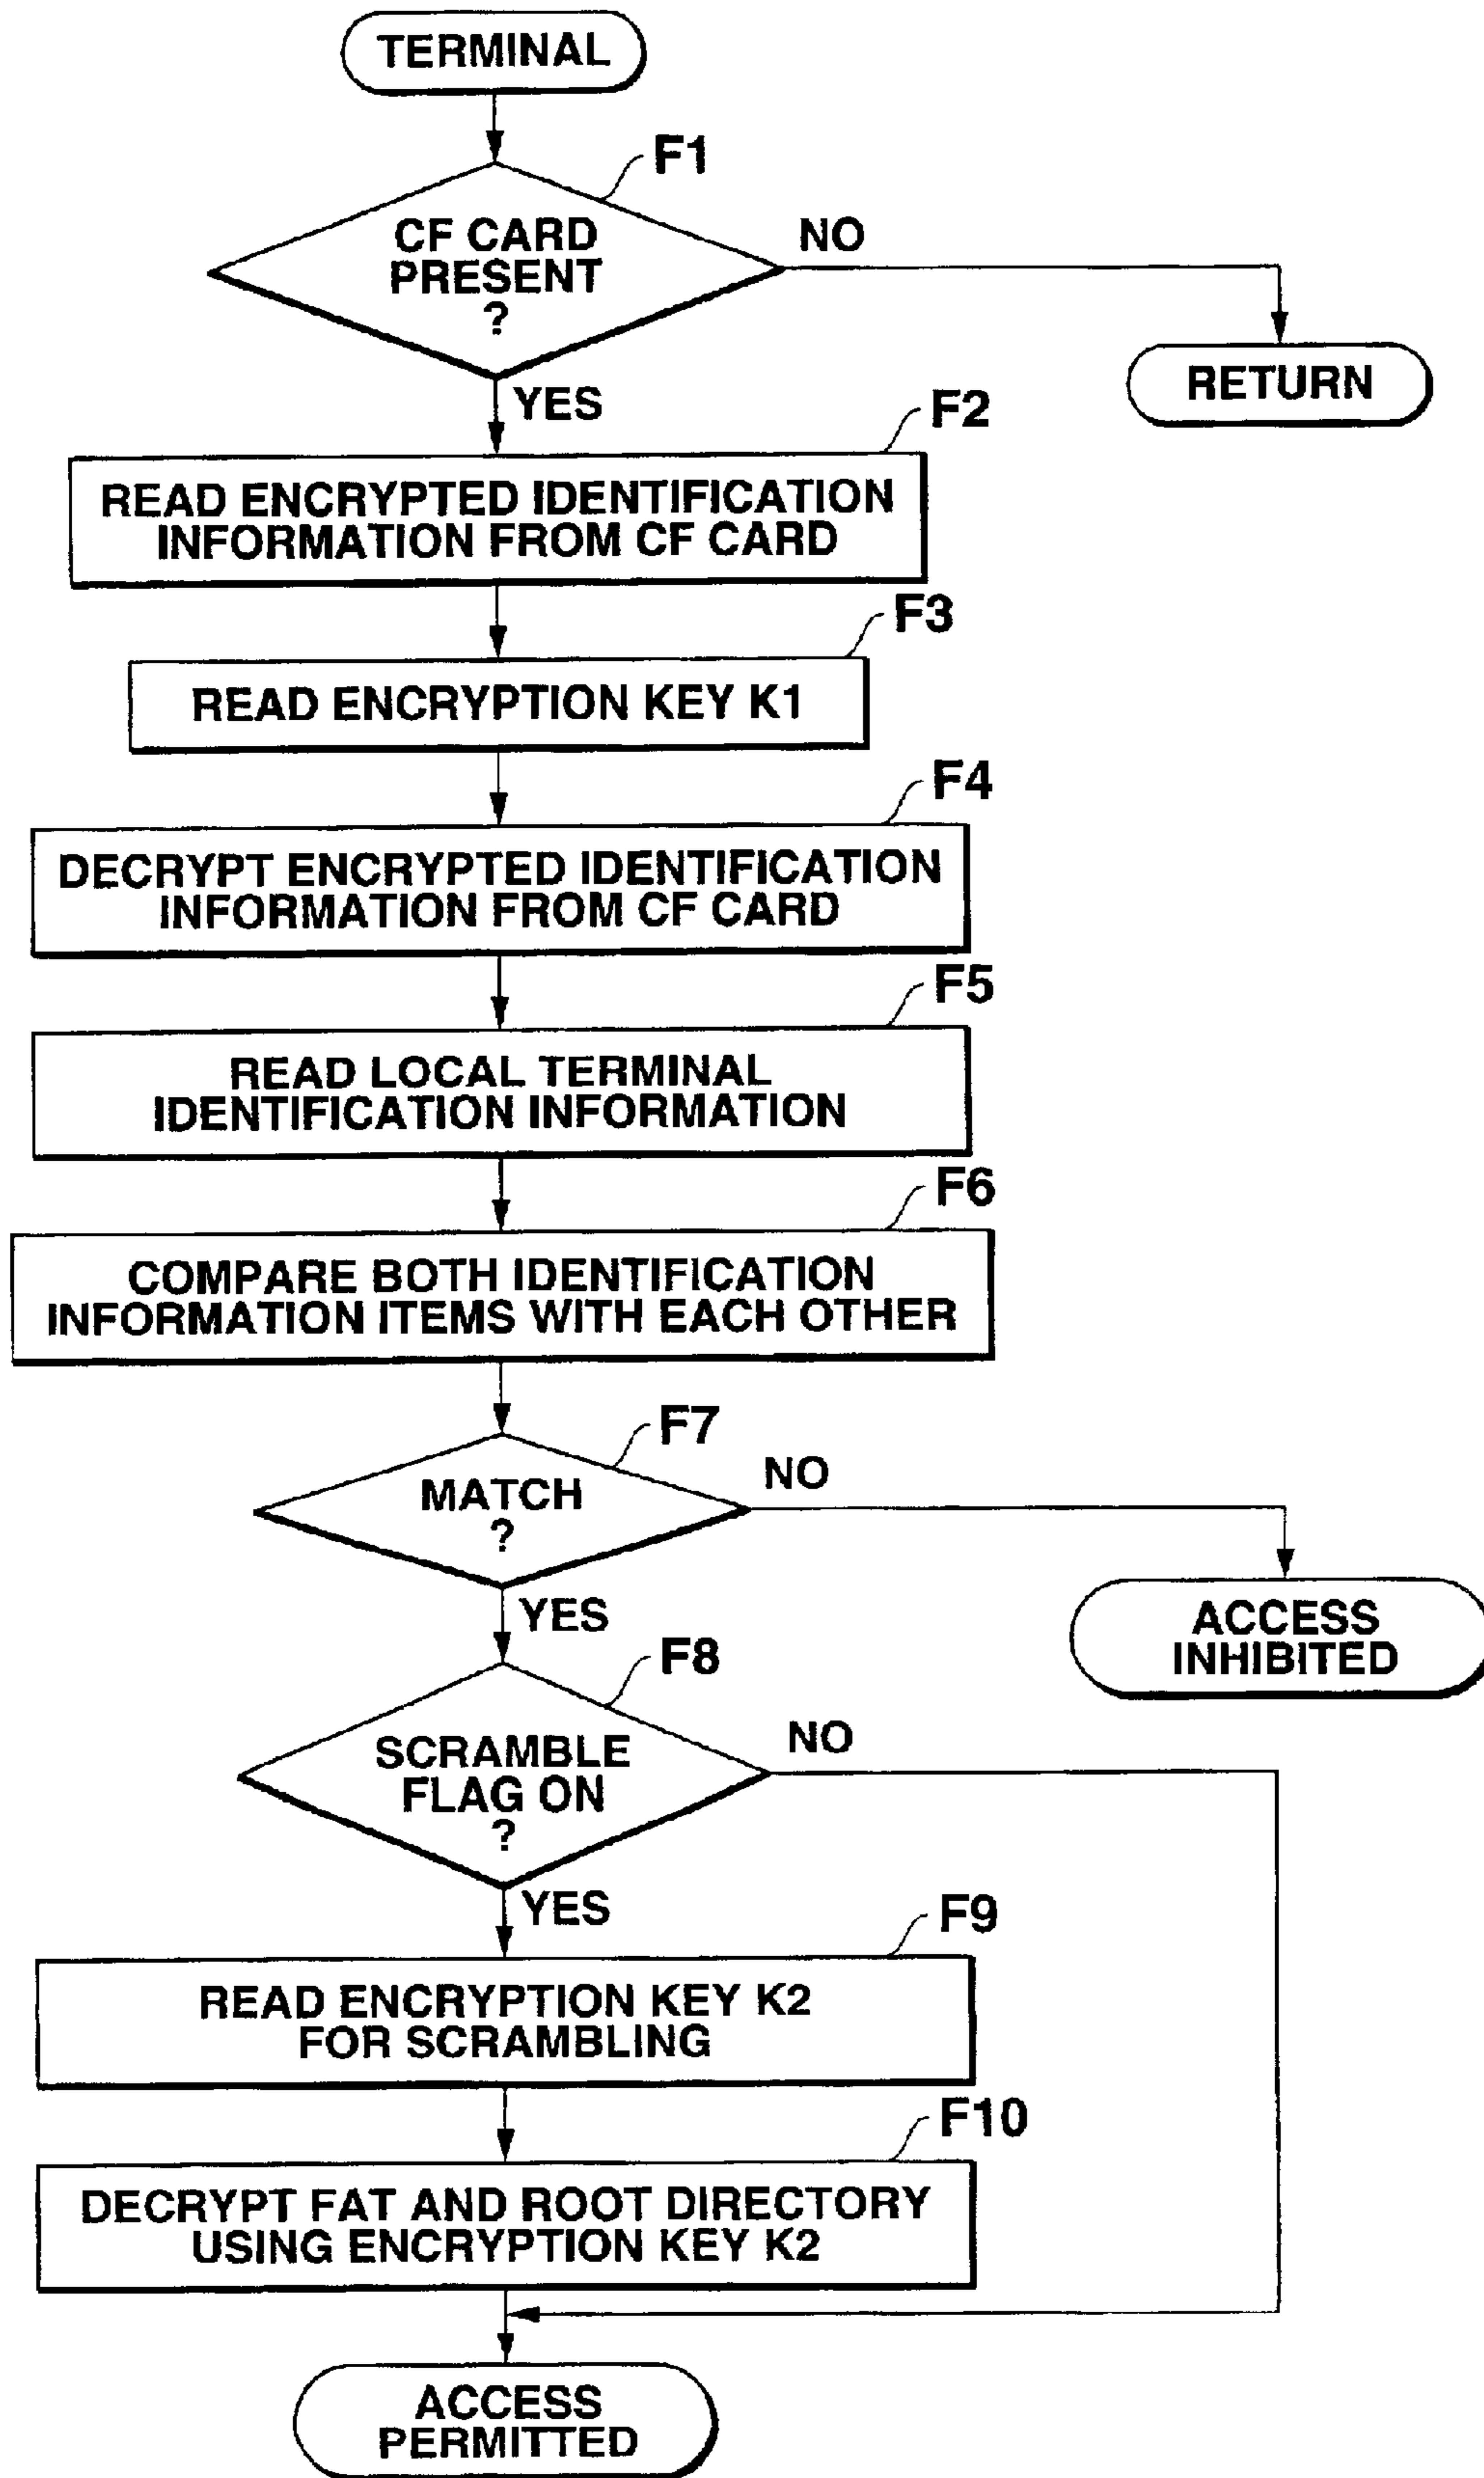 TERMINAL
F1
CF CARD
PRESENT
?
NO
RETURN
YES
F2
READ ENCRYPTED IDENTIFICATION
INFORMATION FROM CF CARD
F3
READ ENCRYPTION KEY K1
F4
DECRYPT ENCRYPTED IDENTIFICATION
INFORMATION FROM CF CARD
F5
READ LOCAL TERMINAL
IDENTIFICATION INFORMATION
F6
COMPARE BOTH IDENTIFICATION
INFORMATION ITEMS WITH EACH OTHER
F7
MATCH
?
NO
ACCESS
INHIBITED
YES
F8
SCRAMBLE
FLAG ON
?
NO
YES
F9
READ ENCRYPTION KEY K2
FOR SCRAMBLING
F10
DECRYPT FAT AND ROOT DIRECTORY
USING ENCRYPTION KEY K2
ACCESS
PERMITTED